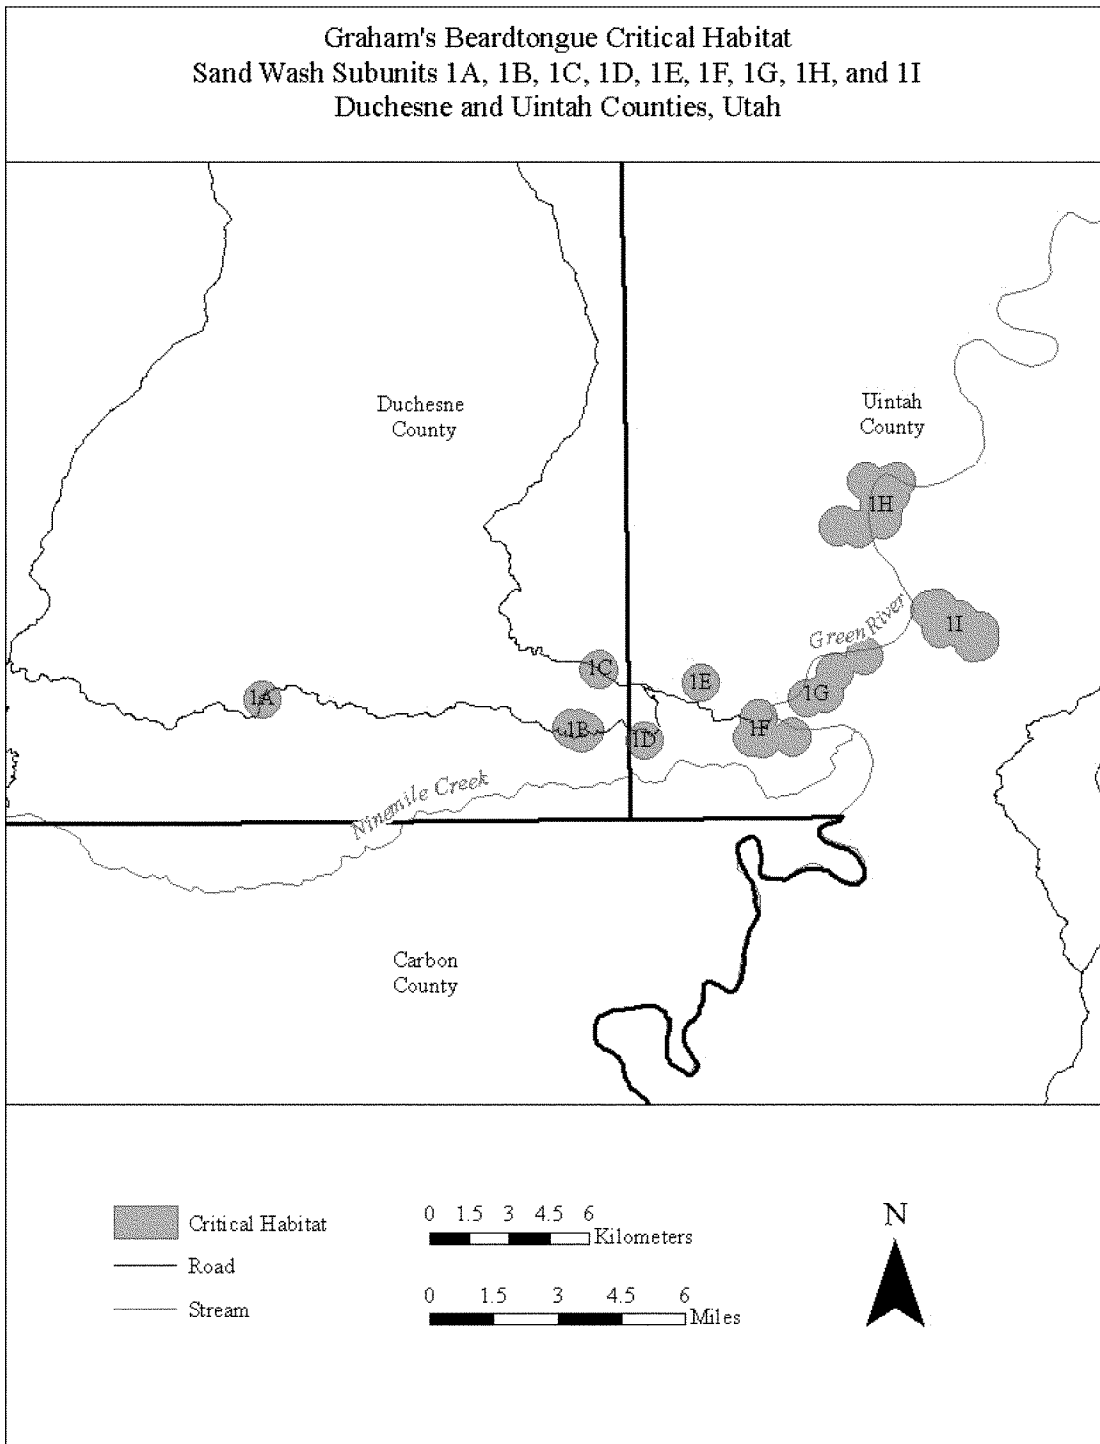 Graham's Beardtongue Critical Habitat
Sand Wash Subunits 1A, 1B, 1C, 1D, 1E, 1F, 1G, 1H, and 1I
Duchesne and Uintah Counties, Utah
Duchesne
County
Uintah
County
1H
Green River
1I
1C
1E
1A
1G
1B
1D
1F
Ninemile Creek
Carbon
County
Critical Habitat
Road
Stream
0 1.5 3 4.5 6
Kilometers
0 1.5 3 4.5 6
Miles
N